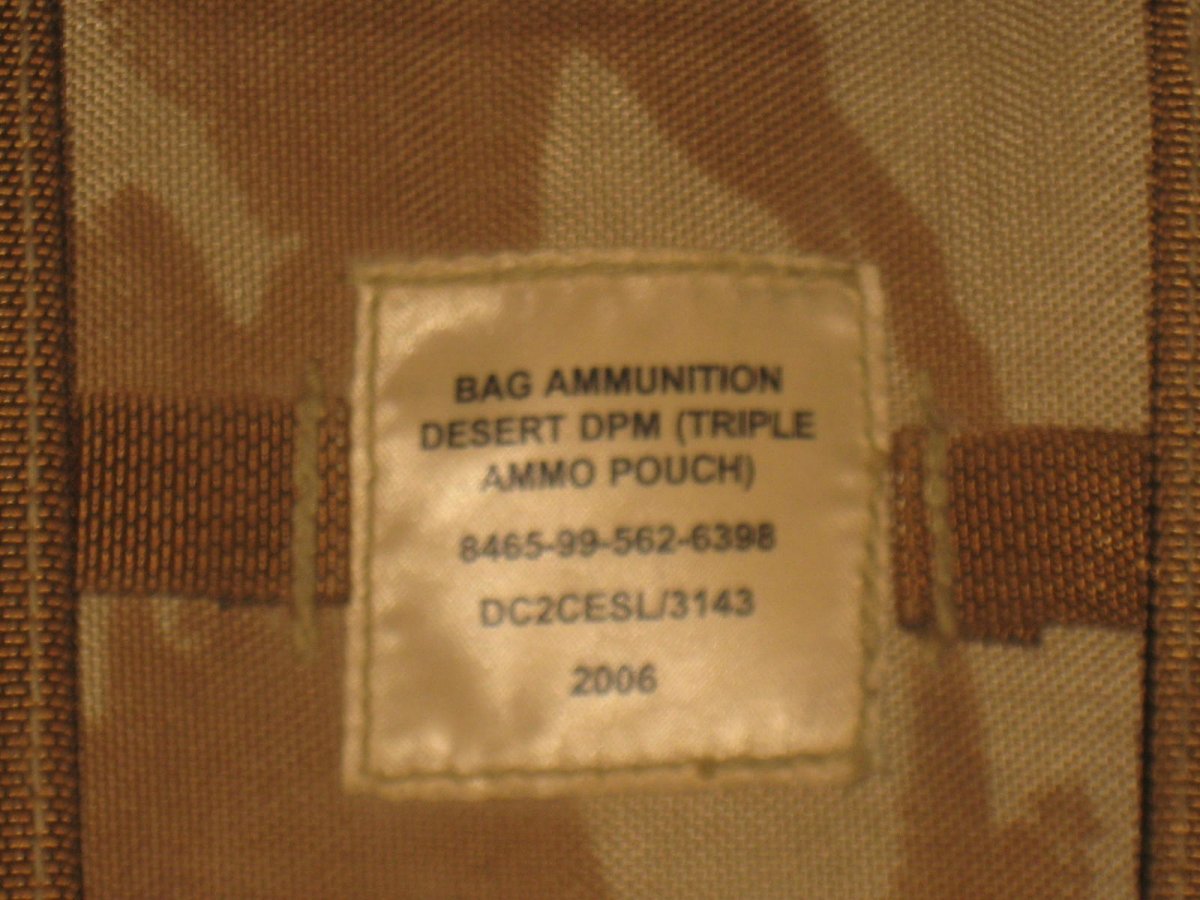 BAG AMMUNITION
DESERT DPM (TRIPLE
AMMO POUCH)
8465-99-562-6398
DC2CESL/3143
2006